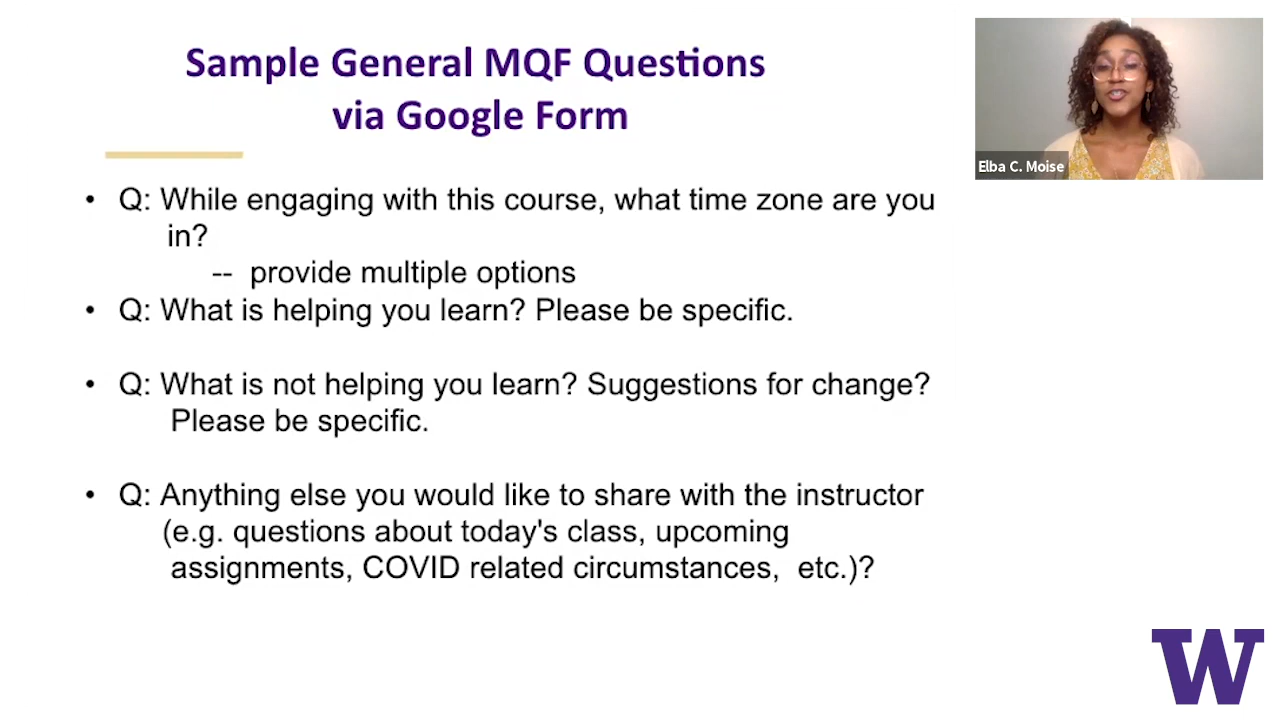 Sample General MQF Questions
via Google Form
• Q: While engaging with this course, what time zone are you
in?
-- provide multiple options
• Q: What is helping you learn? Please be specific.
• Q: What is not helping you learn? Suggestions for change?
Please be specific.
• Q: Anything else you would like to share with the instructor
(e.g. questions about today's class, upcoming
assignments, COVID related circumstances, etc.)?
Elba C. Moise
W